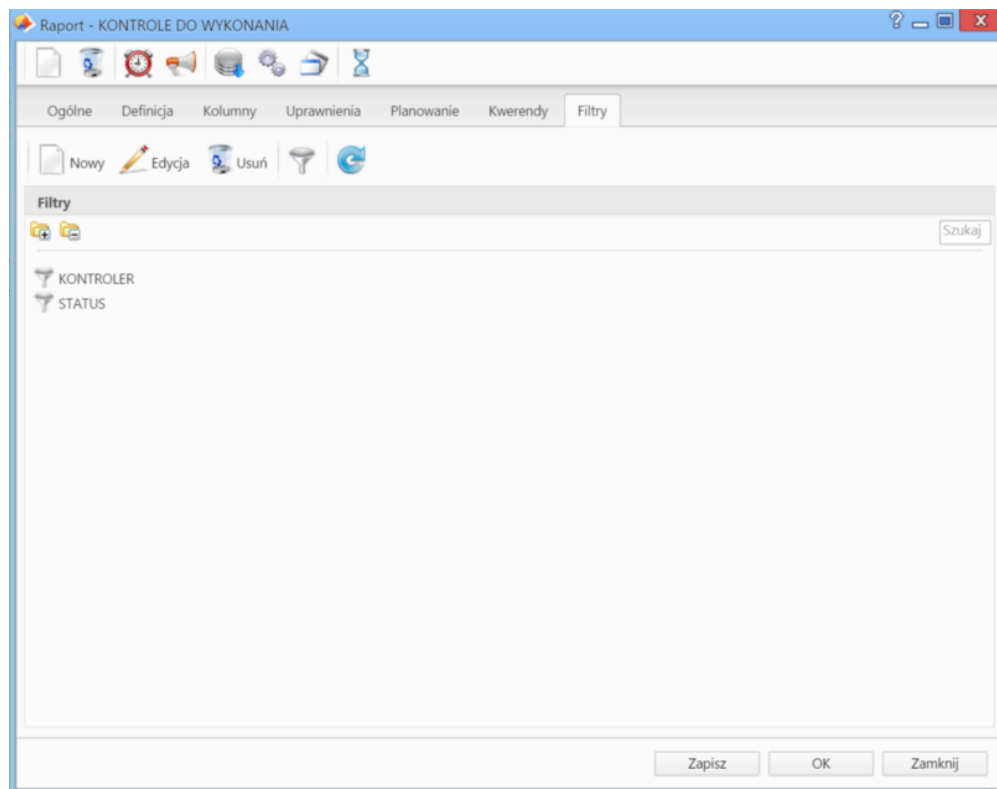 Raport - KONTROLE DO WYKONANIA
Ogólne Definicja Kolumny Uprawnienia Planowanie Kwerendy Filtry
Nowy Edycja Usuń
Filtry
Szukaj
KONTROLER
STATUS
Zapisz OK Zamknij